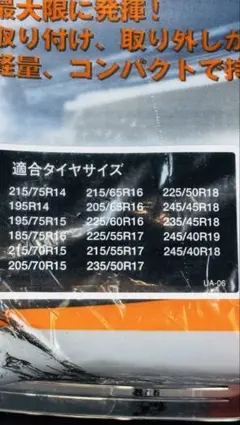 最大限に発揮!
取り付け、取り外しが
軽量、コンパクトで持
適合タイヤサイズ
215/75R14 215/65R16 225/50R18
195R14 205/65R16 245/45R18
195/75R15 225/60R16 235/45R18
185/75R16 225/55R17 245/40R19
215/70R15 215/55R17 245/40R18
205/70R15 235/50R17
UA-06